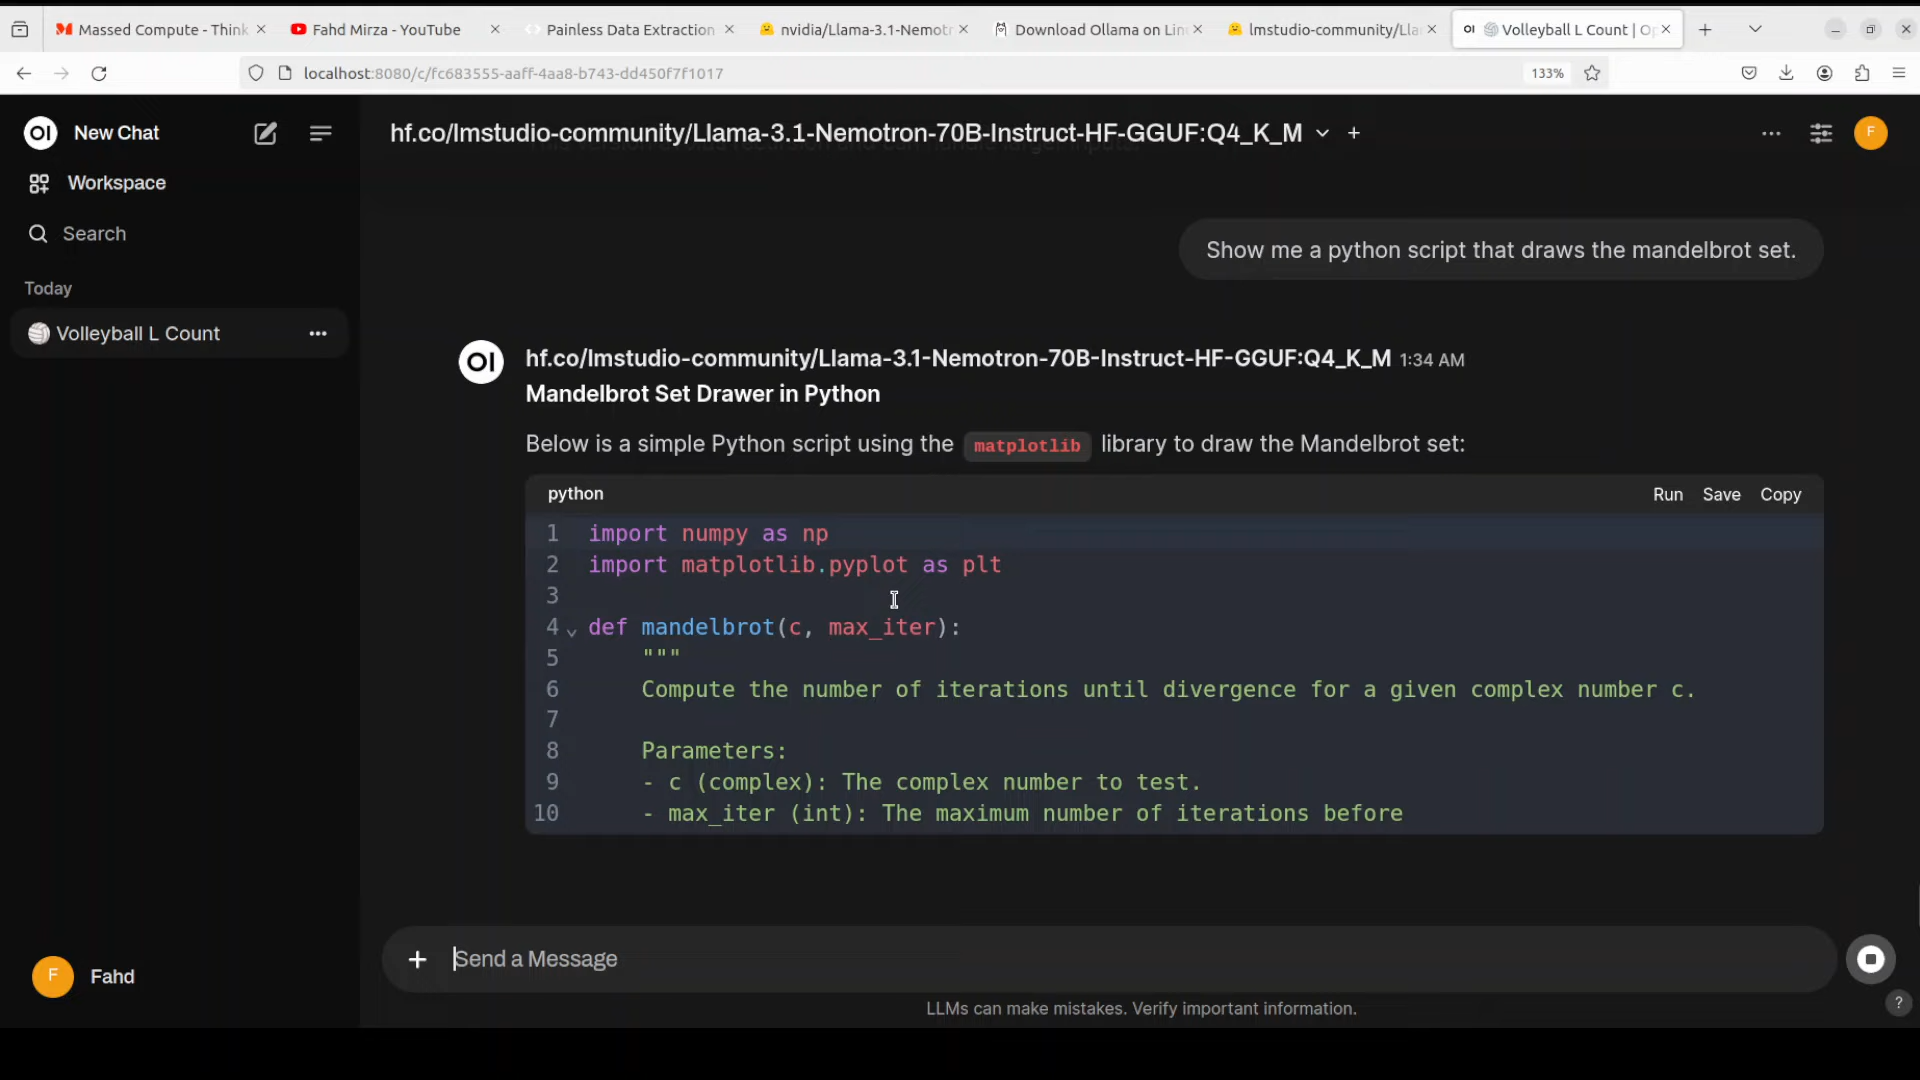 Massed Compute - Think
Fahd Mirza - YouTube
Painless Data Extraction
nvidia/Llama-3.1-Nemotr
Download Ollama on Lin
lmstudio-community/Lla
OI Volleyball L Count | Op
localhost:8080/c/fc683555-aaff-4aa8-b743-dd450f7f1017
133%
OI New Chat
hf.co/lmstudio-community/Llama-3.1-Nemotron-70B-Instruct-HF-GGUF:Q4_K_M
F
Workspace
Search
Today
Volleyball L Count
Show me a python script that draws the mandelbrot set.
OI hf.co/lmstudio-community/Llama-3.1-Nemotron-70B-Instruct-HF-GGUF:Q4_K_M 1:34 AM
Mandelbrot Set Drawer in Python
Below is a simple Python script using the matplotlib library to draw the Mandelbrot set:
python Run Save Copy
1 import numpy as np
2 import matplotlib.pyplot as plt
3
4 def mandelbrot(c, max_iter):
5 """
6 Compute the number of iterations until divergence for a given complex number c.
7
8 Parameters:
9 - c (complex): The complex number to test.
10 - max_iter (int): The maximum number of iterations before
Send a Message
F Fahd
LLMs can make mistakes. Verify important information.
?